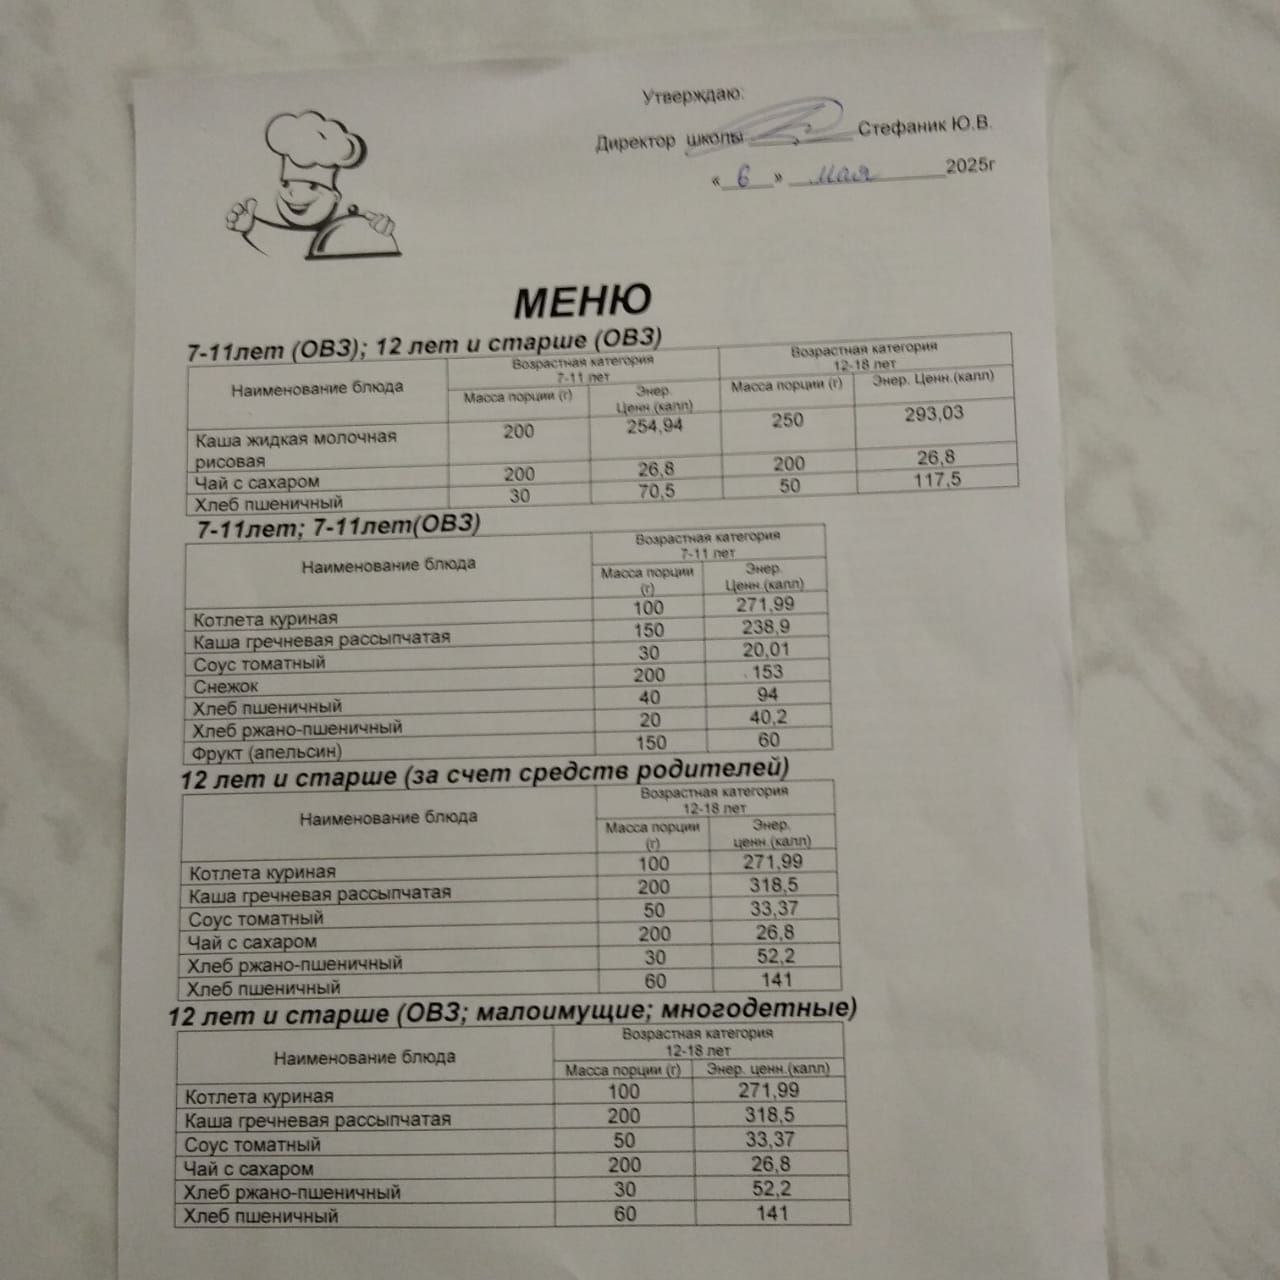 Утверждаю:
Директор школы Стефаник Ю.В.
« 6 » мая 2025г
МЕНЮ
7-11лет (ОВЗ); 12 лет и старше (ОВЗ)
Наименование блюда Возрастная категория 7-11 лет Возрастная категория 12-18 лет
Масса порции (г) Энер. Ценн.(капл) Масса порции (г) Энер. Ценн.(капл)
Каша жидкая молочная рисовая 200 254,94 250 293,03
Чай с сахаром 200 26,8 200 26,8
Хлеб пшеничный 30 70,5 50 117,5
7-11лет; 7-11лет(ОВЗ)
Наименование блюда Возрастная категория 7-11 лет
Масса порции (г) Энер. Ценн.(капл)
Котлета куриная 100 271,99
Каша гречневая рассыпчатая 150 238,9
Соус томатный 30 20,01
Снежок 200 153
Хлеб пшеничный 40 94
Хлеб ржано-пшеничный 20 40,2
Фрукт (апельсин) 150 60
12 лет и старше (за счет средств родителей)
Наименование блюда Возрастная категория 12-18 лет
Масса порции (г) Энер. ценн.(капл)
Котлета куриная 100 271,99
Каша гречневая рассыпчатая 200 318,5
Соус томатный 50 33,37
Чай с сахаром 200 26,8
Хлеб ржано-пшеничный 30 52,2
Хлеб пшеничный 60 141
12 лет и старше (ОВЗ; малоимущие; многодетные)
Наименование блюда Возрастная категория 12-18 лет
Масса порции (г) Энер. ценн.(капл)
Котлета куриная 100 271,99
Каша гречневая рассыпчатая 200 318,5
Соус томатный 50 33,37
Чай с сахаром 200 26,8
Хлеб ржано-пшеничный 30 52,2
Хлеб пшеничный 60 141